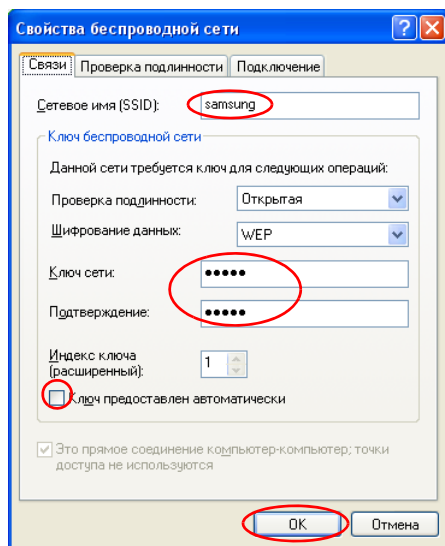 Свойства беспроводной сети
Связи Проверка подлинности Подключение
Сетевое имя (SSID): samsung
Ключ беспроводной сети
Данной сети требуется ключ для следующих операций:
Проверка подлинности: Открытая
Шифрование данных: WEP
Ключ сети: •••••
Подтверждение: •••••
Индекс ключа
(расширенный): 1
Ключ предоставлен автоматически
Это прямое соединение компьютер-компьютер; точки
доступа не используются
OK Отмена